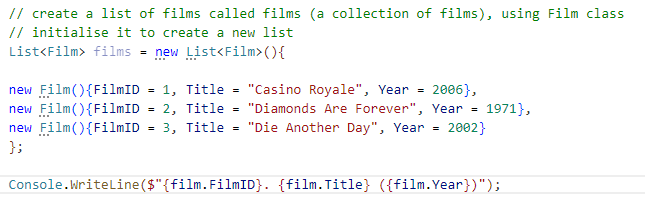 // create a list of films called films (a collection of films), using Film class
// initialise it to create a new list
List<Film> films = new List<Film>(){
new Film(){FilmID = 1, Title = "Casino Royale", Year = 2006},
new Film(){FilmID = 2, Title = "Diamonds Are Forever", Year = 1971},
new Film(){FilmID = 3, Title = "Die Another Day", Year = 2002}
};
Console.WriteLine($"{film.FilmID}. {film.Title} ({film.Year})");